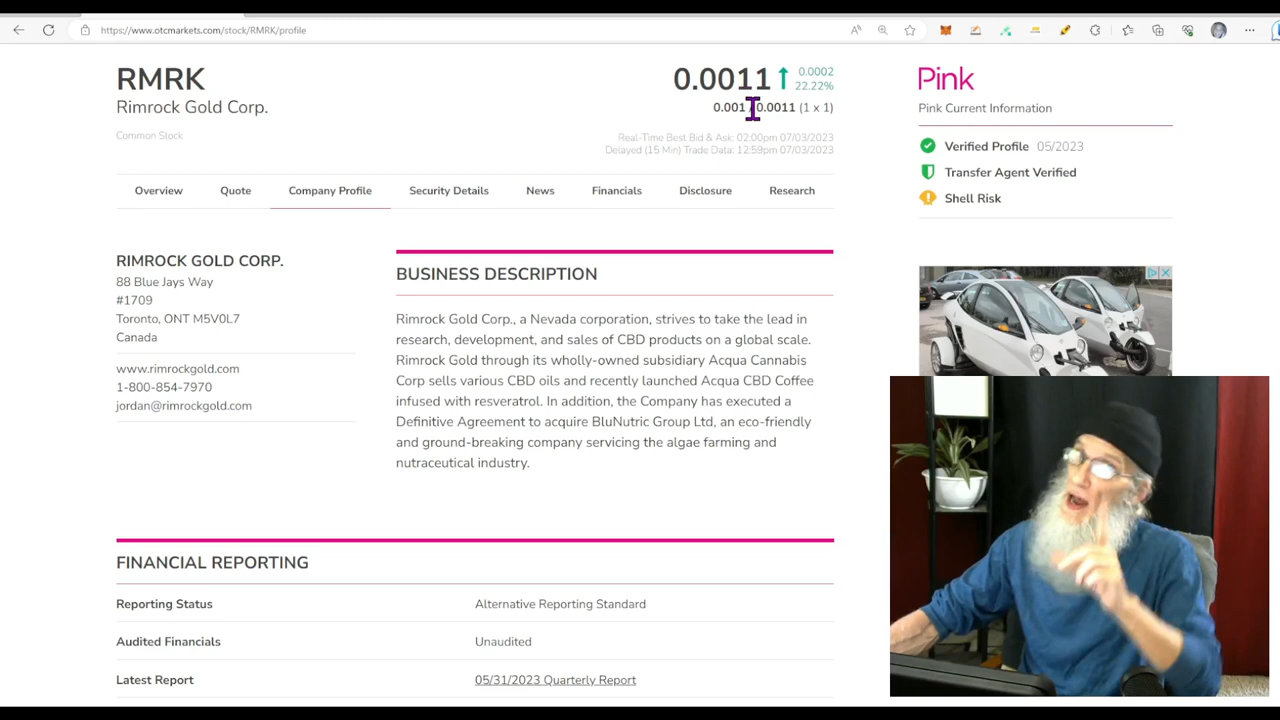 https://www.otcmarkets.com/stock/RMRK/profile
RMRK
Rimrock Gold Corp.
Common Stock
0.0011
0.0002
22.22%
0.001 / 0.0011 (1 x 1)
Real-Time Best Bid & Ask: 02:00pm 07/03/2023
Delayed (15 Min) Trade Data: 12:59pm 07/03/2023
Pink
Pink Current Information
Verified Profile 05/2023
Transfer Agent Verified
Shell Risk
Overview Quote Company Profile Security Details News Financials Disclosure Research
RIMROCK GOLD CORP.
88 Blue Jays Way
#1709
Toronto, ONT M5V0L7
Canada
www.rimrockgold.com
1-800-854-7970
jordan@rimrockgold.com
BUSINESS DESCRIPTION
Rimrock Gold Corp., a Nevada corporation, strives to take the lead in
research, development, and sales of CBD products on a global scale.
Rimrock Gold through its wholly-owned subsidiary Acqua Cannabis
Corp sells various CBD oils and recently launched Acqua CBD Coffee
infused with resveratrol. In addition, the Company has executed a
Definitive Agreement to acquire BluNutric Group Ltd, an eco-friendly
and ground-breaking company servicing the algae farming and
nutraceutical industry.
FINANCIAL REPORTING
Reporting Status Alternative Reporting Standard
Audited Financials Unaudited
Latest Report 05/31/2023 Quarterly Report